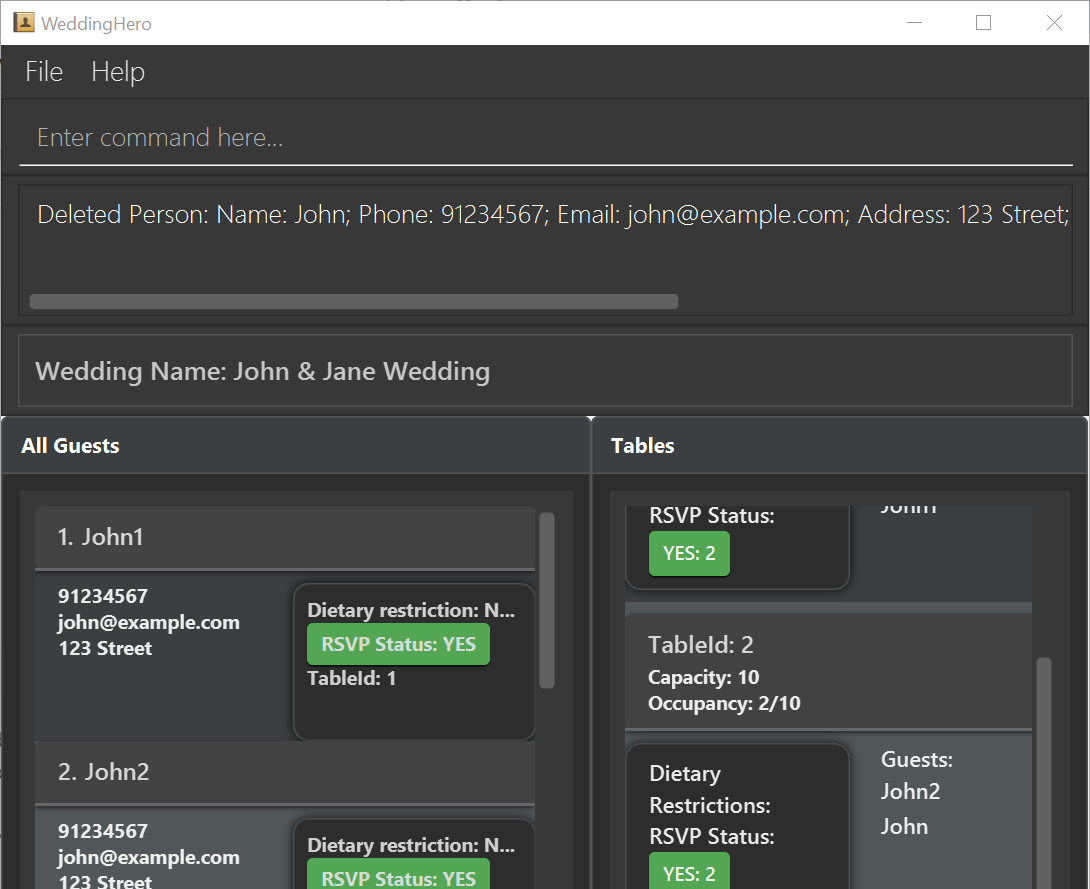 WeddingHero
File Help
Enter command here...
Deleted Person: Name: John; Phone: 91234567; Email: john@example.com; Address: 123 Street;
Wedding Name: John & Jane Wedding
All Guests
1. John1
91234567
john@example.com
123 Street
Dietary restriction: N...
RSVP Status: YES
TableId: 1
2. John2
91234567
john@example.com
123 Street
Dietary restriction: N...
RSVP Status: YES
Tables
RSVP Status:
YES: 2
John1
TableId: 2
Capacity: 10
Occupancy: 2/10
Dietary
Restrictions:
RSVP Status:
YES: 2
Guests:
John2
John